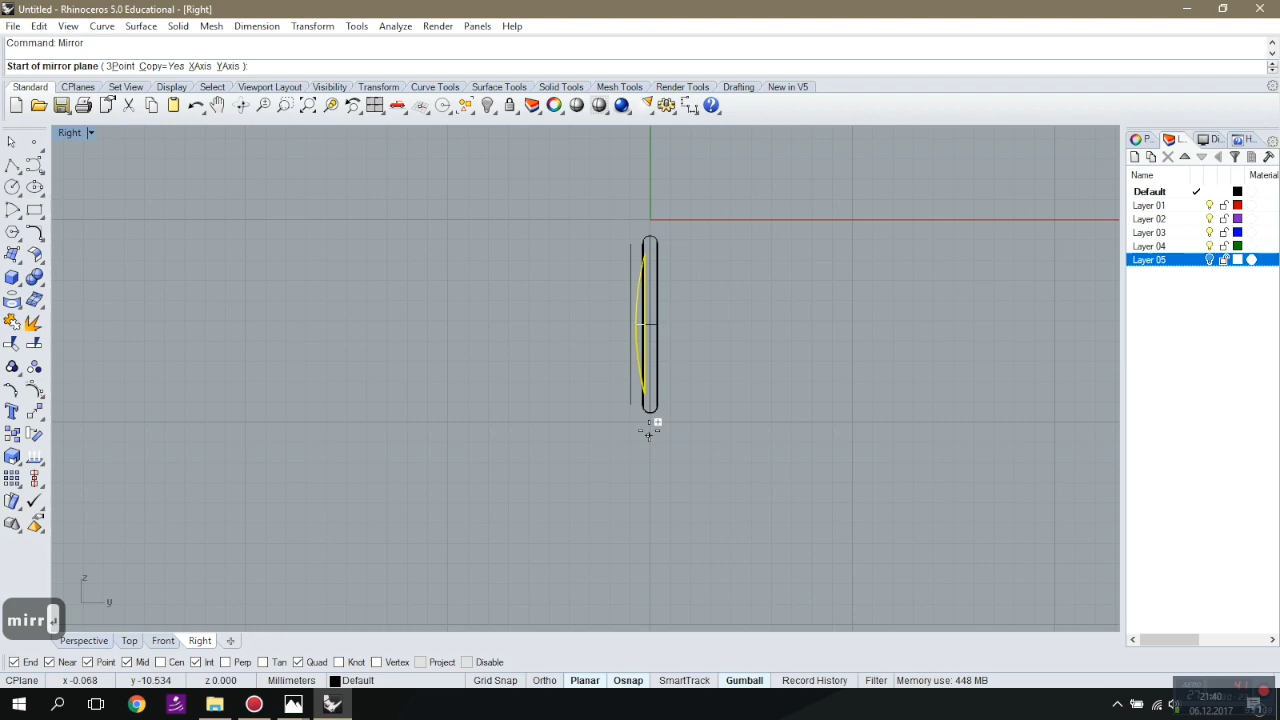 Untitled - Rhinoceros 5.0 Educational - [Right]
File Edit View Curve Surface Solid Mesh Dimension Transform Tools Analyze Render Panels Help
Command: Mirror
Start of mirror plane ( 3Point Copy=Yes XAxis YAxis ):
Standard CPlanes Set View Display Select Viewport Layout Visibility Transform Curve Tools Surface Tools Solid Tools Mesh Tools Render Tools Drafting New in V5
Right
P... L... Di... H...
Name Material
Default
Layer 01
Layer 02
Layer 03
Layer 04
Layer 05
z
y
mirr
Perspective Top Front Right
End Near Point Mid Cen Int Perp Tan Quad Knot Vertex Project Disable
CPlane x -0.068 y -10.534 z 0.000 Millimeters Default Grid Snap Ortho Planar Osnap SmartTrack Gumball Record History Filter Memory use: 448 MB
21:40
06.12.2017